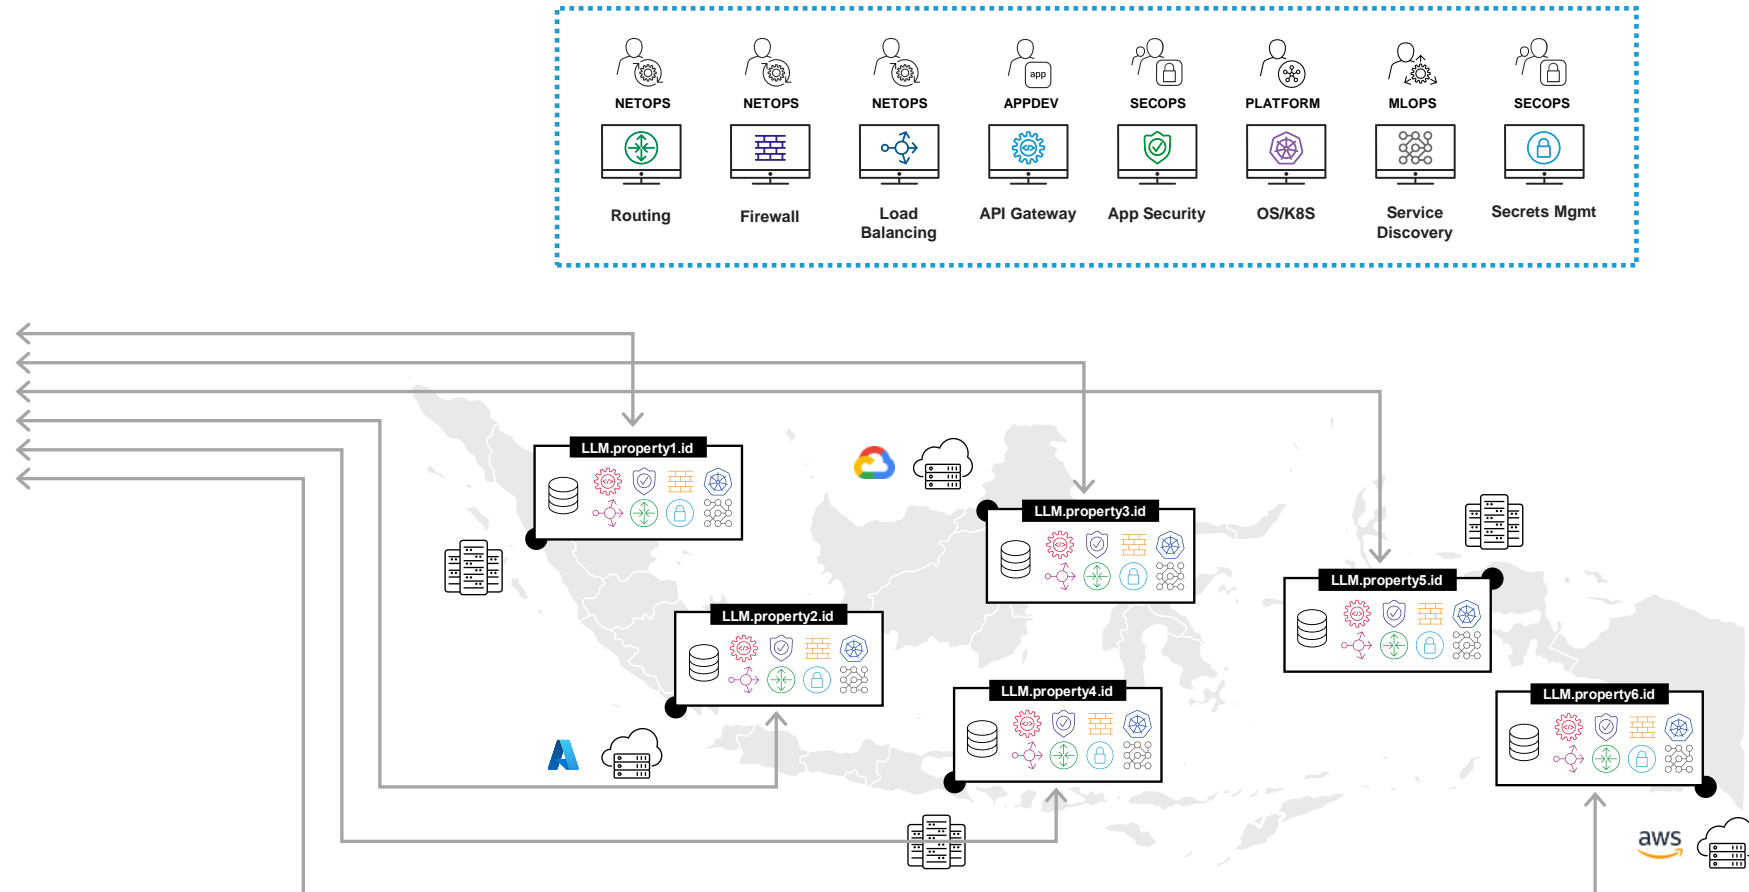 app
NETOPS
NETOPS
NETOPS
APPDEV
SECOPS
PLATFORM
MLOPS
SECOPS
Routing
Firewall
Load
Balancing
API Gateway
App Security
OS/K8S
Service
Discovery
Secrets Mgmt
LLM.property1.id
LLM.property3.id
LLM.property5.id
LLM.property2.id
LLM.property4.id
LLM.property6.id
aws